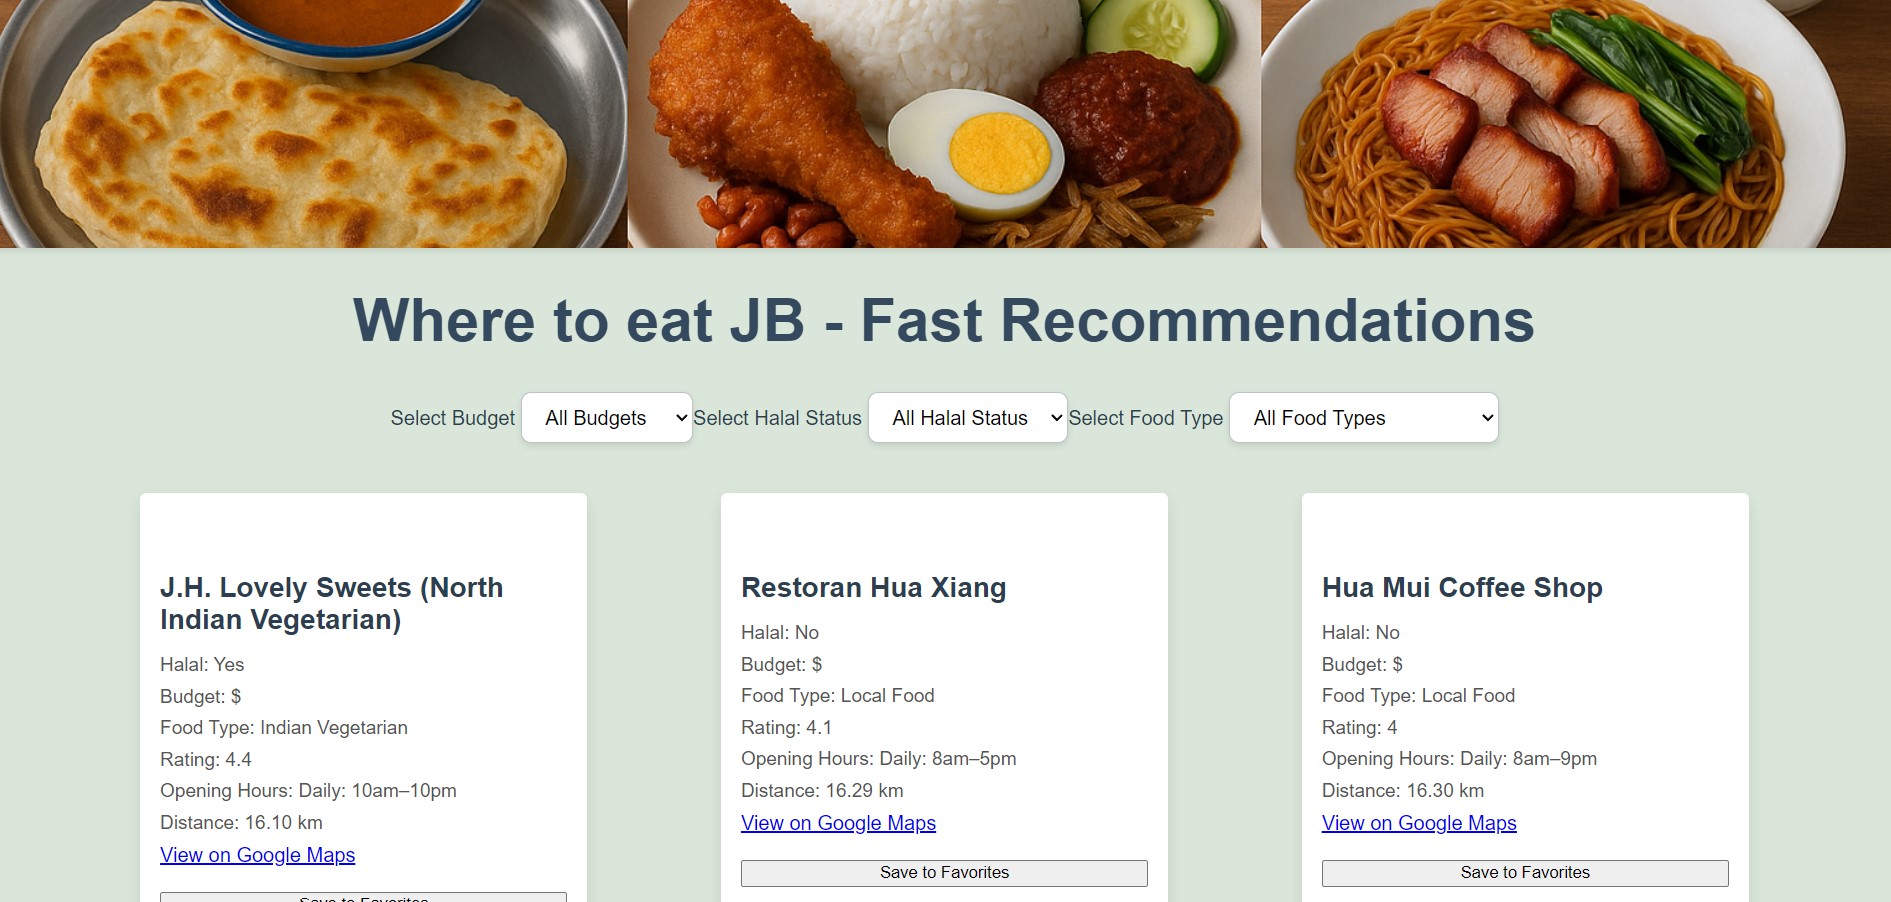 Where to eat JB - Fast Recommendations
Select Budget All Budgets Select Halal Status All Halal Status Select Food Type All Food Types
J.H. Lovely Sweets (North
Indian Vegetarian)
Halal: Yes
Budget: $
Food Type: Indian Vegetarian
Rating: 4.4
Opening Hours: Daily: 10am–10pm
Distance: 16.10 km
View on Google Maps
Save to Favorites
Restoran Hua Xiang
Halal: No
Budget: $
Food Type: Local Food
Rating: 4.1
Opening Hours: Daily: 8am–5pm
Distance: 16.29 km
View on Google Maps
Save to Favorites
Hua Mui Coffee Shop
Halal: No
Budget: $
Food Type: Local Food
Rating: 4
Opening Hours: Daily: 8am–9pm
Distance: 16.30 km
View on Google Maps
Save to Favorites